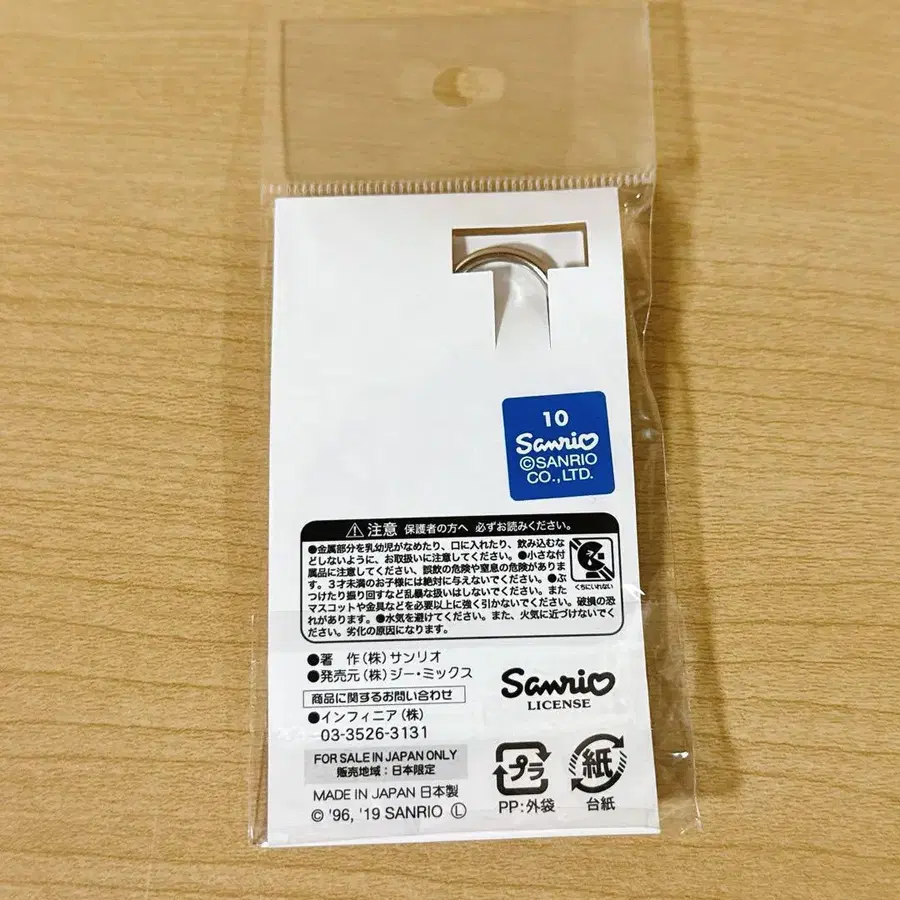 10
Sanrio
©SANRIO
CO.,LTD.
⚠注意 保護者の方へ 必ずお読みください。
●金属部分を乳幼児がなめたり、口に入れたり、飲み込むな
どしないように、お取扱いに注意してください。●小さな付
属品に注意してください、誤飲の危険や窒息の危険がありま
す。3才未満のお子様には絶対に与えないでください。●ぶ
つけたり振り回すなど乱暴な扱いはしないでください。また
マスコットや金具などを必要以上に強く引かないでください。破損の恐
れがあります。●水気を避けてください。また、火気に近づけないでく
ださい。劣化の原因になります。
くちにいれない
●著 作(株)サンリオ
●発売元(株)ジー・ミックス
商品に関するお問い合わせ
●インフィニア(株)
03-3526-3131
FOR SALE IN JAPAN ONLY
販売地域:日本限定
MADE IN JAPAN 日本製
© '96, '19 SANRIO Ⓛ
Sanrio
LICENSE
プラ
PP:外袋
紙
台紙